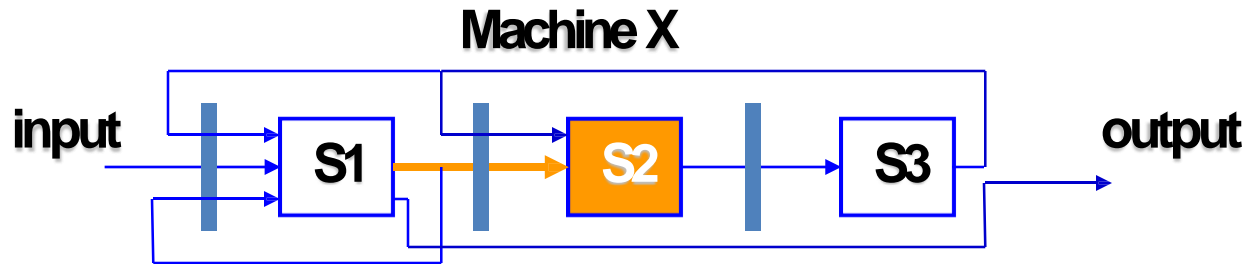 Machine X
input
S1
S2
S3
output